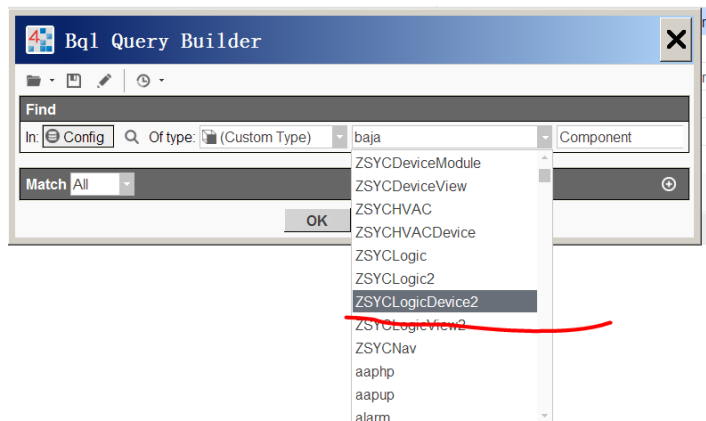 Bql Query Builder
Find
In: Config Of type: (Custom Type) baja Component
ZSYCDeviceModule
ZSYCDeviceView
ZSYCHVAC
ZSYCHVACDevice
ZSYCLogic
ZSYCLogic2
ZSYCLogicDevice2
ZSYCLogicView2
ZSYCNav
aaphp
aapup
alarm
Match All
OK